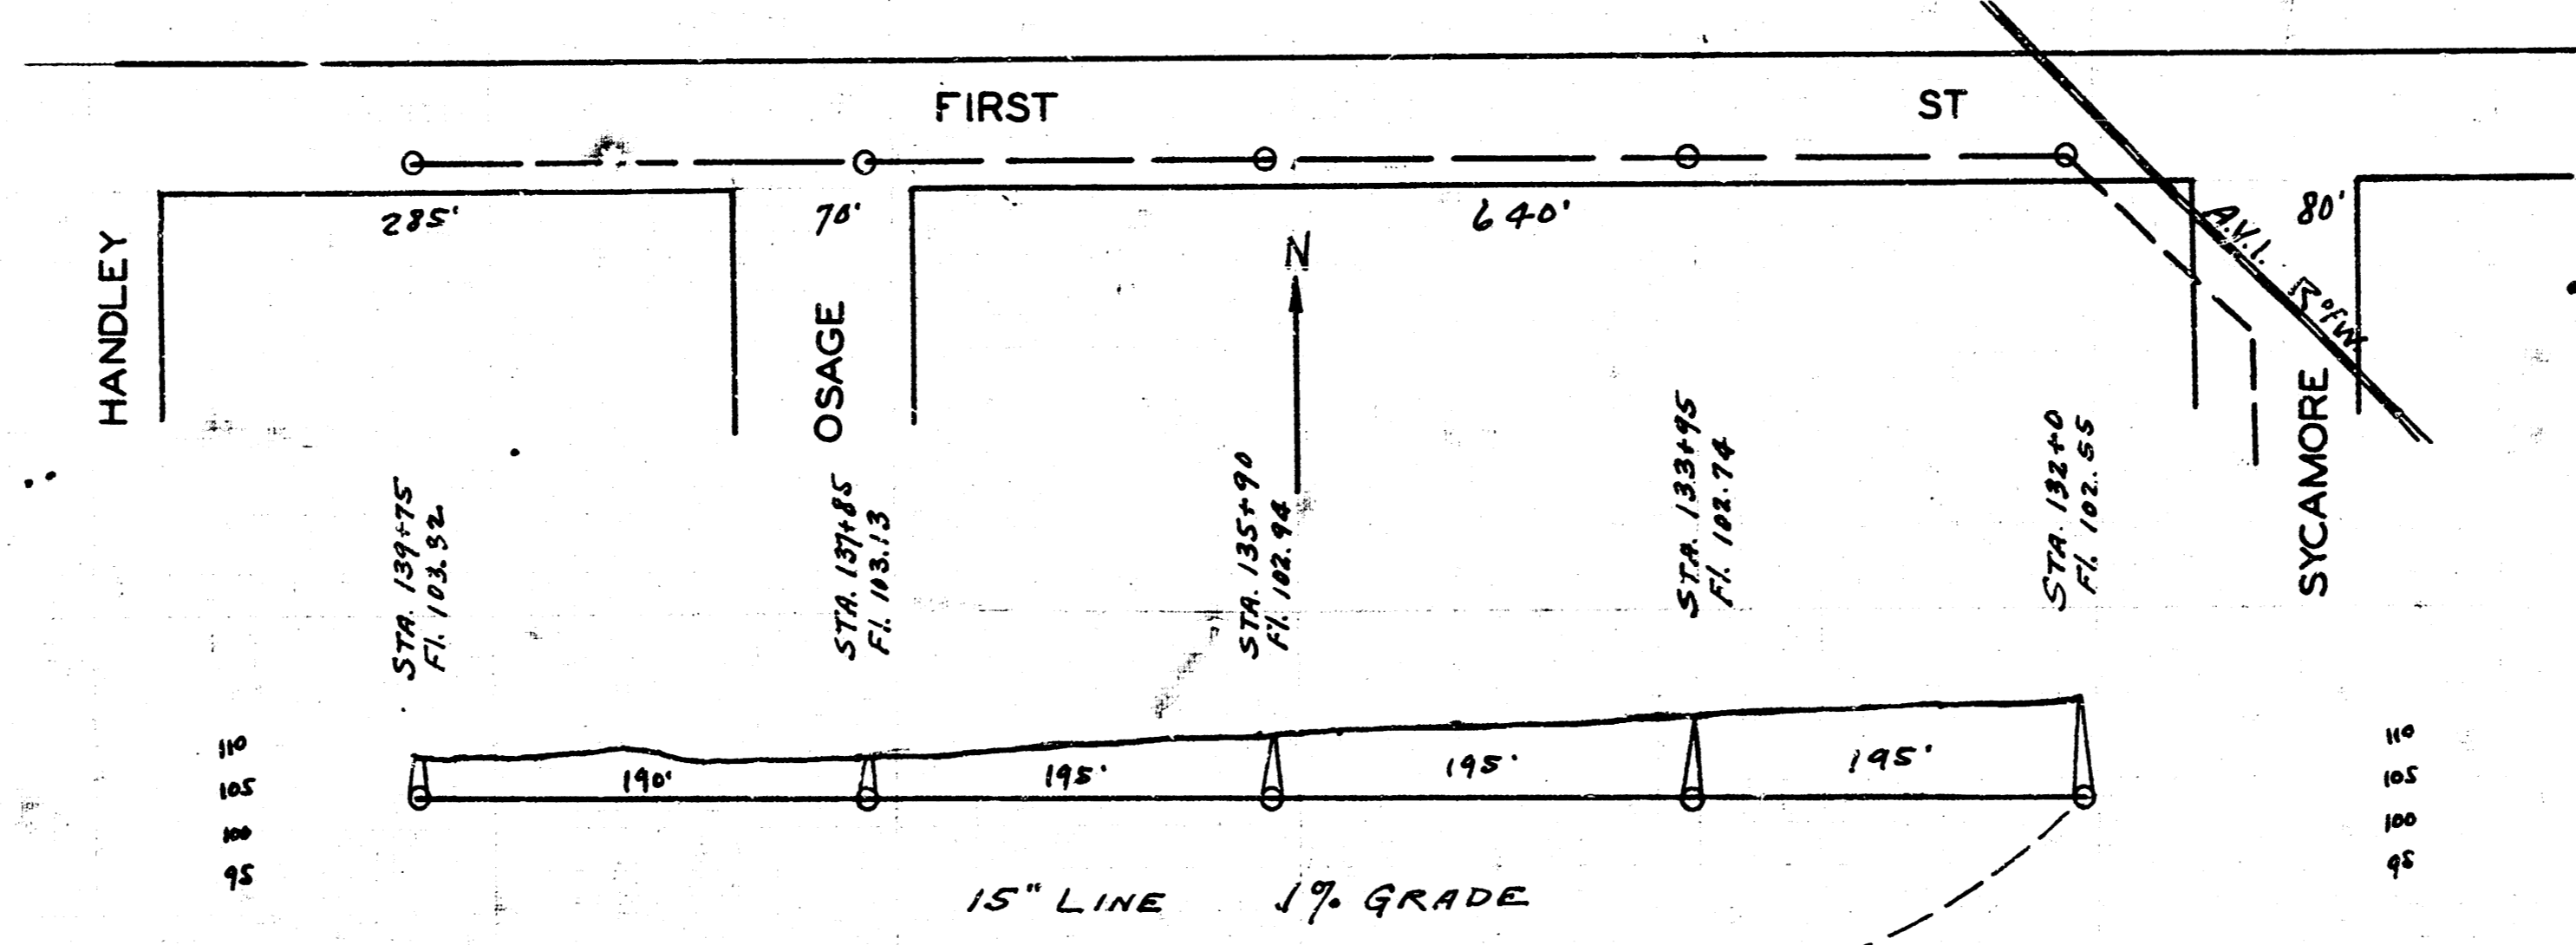 FIRST ST
285'
70'
640'
80'
A.V.I.
N
HANDLEY
OSAGE
SYCAMORE
STA. 139+75
Fl. 103.32
STA. 137+85
Fl. 103.13
STA. 135+90
Fl. 102.94
STA. 133+95
Fl. 102.74
STA. 132+0
Fl. 102.55
110
105
100
95
190'
195'
195'
195'
110
105
100
95
15" LINE
GRADE